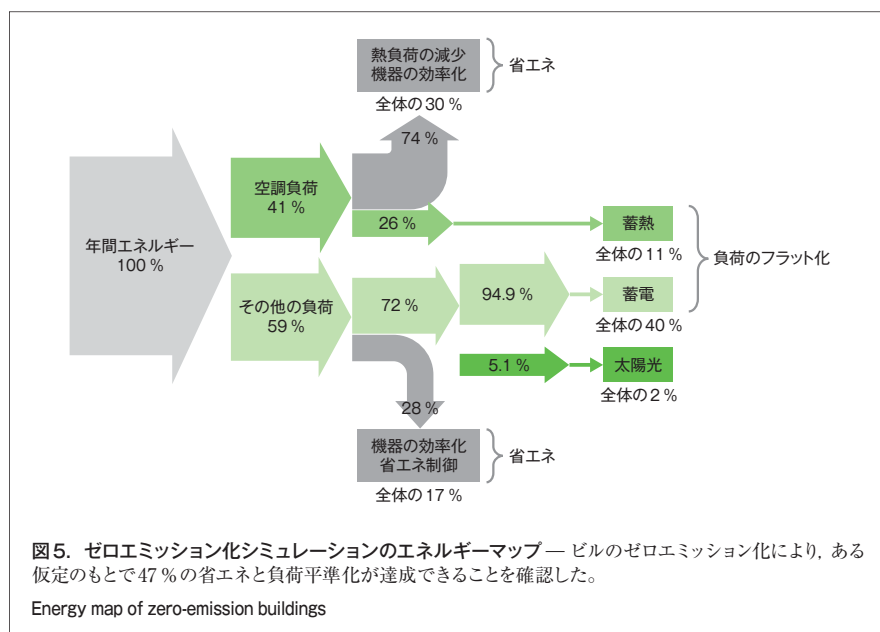 熱負荷の減少
機器の効率化
省エネ
全体の30 %
74 %
空調負荷
41 %
26 %
蓄熱
全体の11 %
年間エネルギー
100 %
負荷のフラット化
その他の負荷
59 %
72 %
94.9 %
蓄電
全体の40 %
5.1 %
太陽光
全体の2 %
28 %
機器の効率化
省エネ制御
省エネ
全体の17 %
図5. ゼロエミッション化シミュレーションのエネルギーマップ — ビルのゼロエミッション化により, ある
仮定のもとで47 %の省エネと負荷平準化が達成できることを確認した。
Energy map of zero-emission buildings